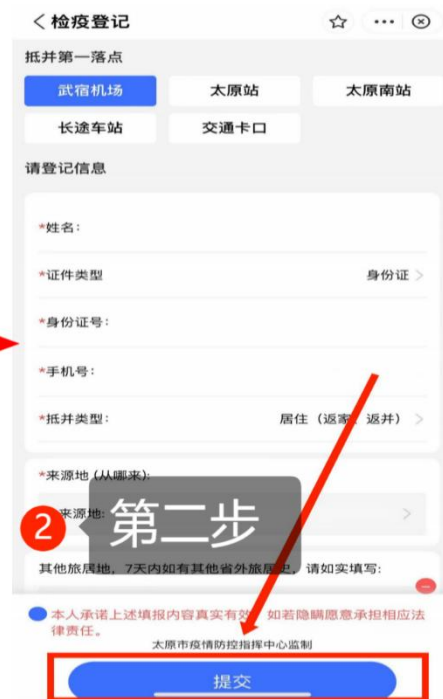 检疫登记
抵并第一落点
武宿机场 太原站 太原南站
长途车站 交通卡口
请登记信息
*姓名:
*证件类型 身份证
*身份证号:
*手机号:
*抵并类型: 居住（返家、返并）
*来源地(从哪来):
来源地:
2 第二步
其他旅居地，7天内如有其他省外旅居史，请如实填写:
本人承诺上述填报内容真实有效，如若隐瞒愿意承担相应法
律责任。
太原市疫情防控指挥中心监制
提交